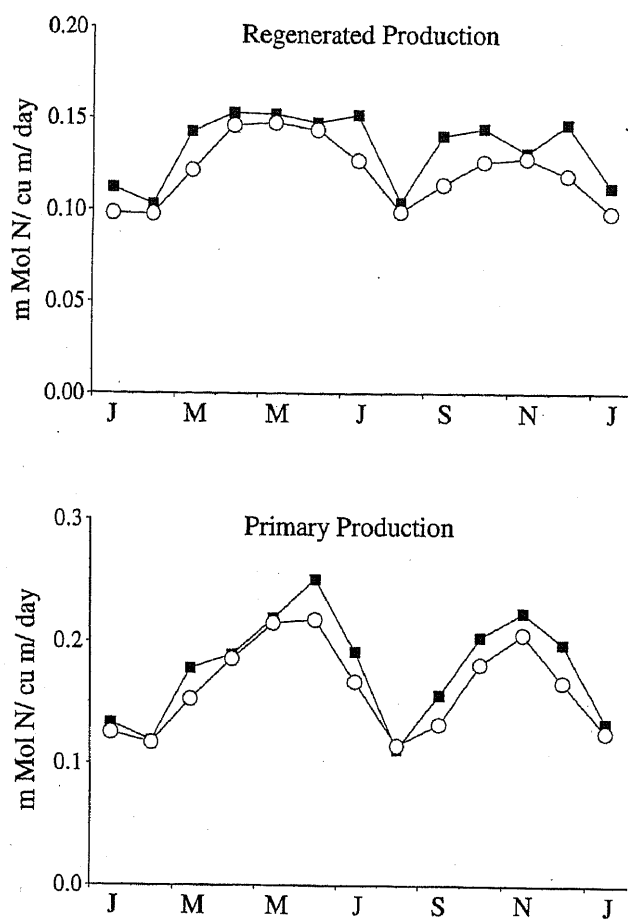 Regenerated Production
0.20
0.15
0.10
0.05
0.00
m Mol N/ cu m/ day
J M M J S N J
Primary Production
0.3
0.2
0.1
0.0
m Mol N/ cu m/ day
J M M J S N J